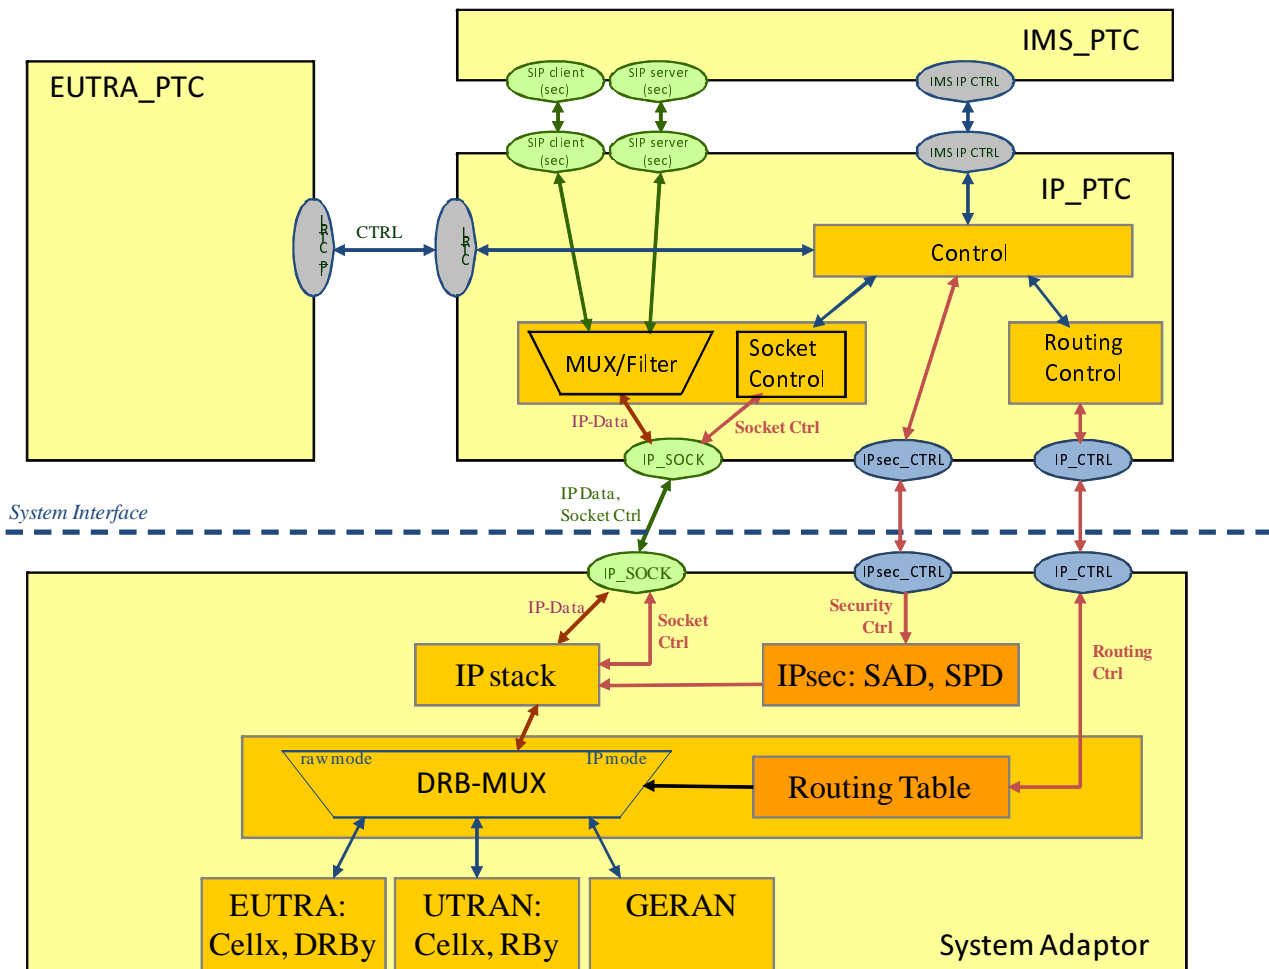 IMS_PTC
EUTRA_PTC
SIP client
(sec)
SIP server
(sec)
IMS IP CTRL
SIP client
(sec)
SIP server
(sec)
IMS IP CTRL
IP_PTC
CTRL
Control
MUX/Filter
Socket
Control
Routing
Control
IP-Data
Socket Ctrl
IP_SOCK
IPsec_CTRL
IP_CTRL
IP Data,
Socket Ctrl
System Interface
IP_SOCK
IPsec_CTRL
IP_CTRL
IP-Data
Socket
Ctrl
Security
Ctrl
Routing
Ctrl
IP stack
IPsec: SAD, SPD
raw mode
IP mode
DRB-MUX
Routing Table
EUTRA:
Cellx, DRBy
UTRAN:
Cellx, RBy
GERAN
System Adaptor